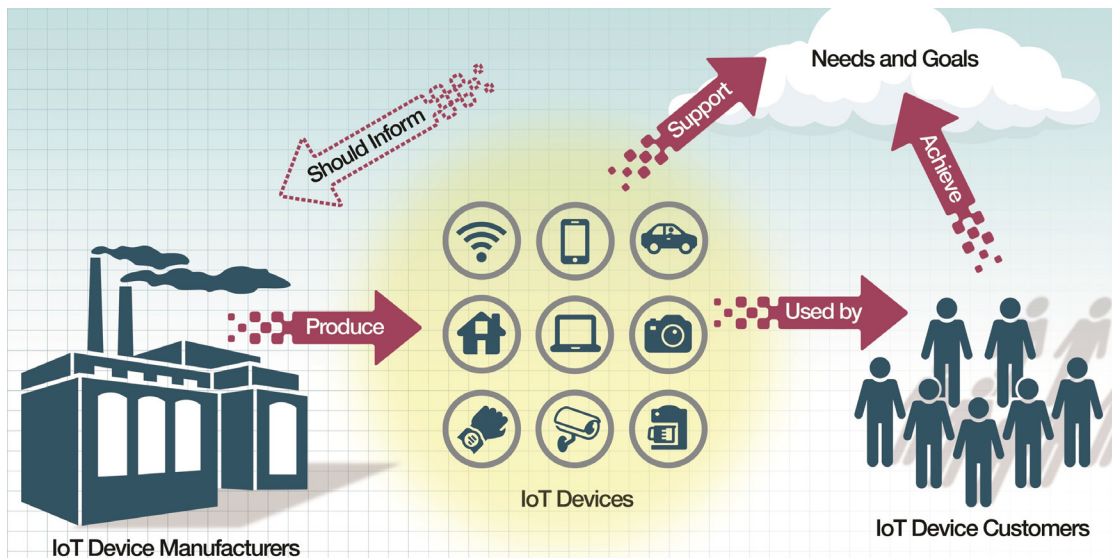 Needs and Goals
Should Inform
Support
Achieve
Produce
Used by
IoT Devices
IoT Device Manufacturers
IoT Device Customers